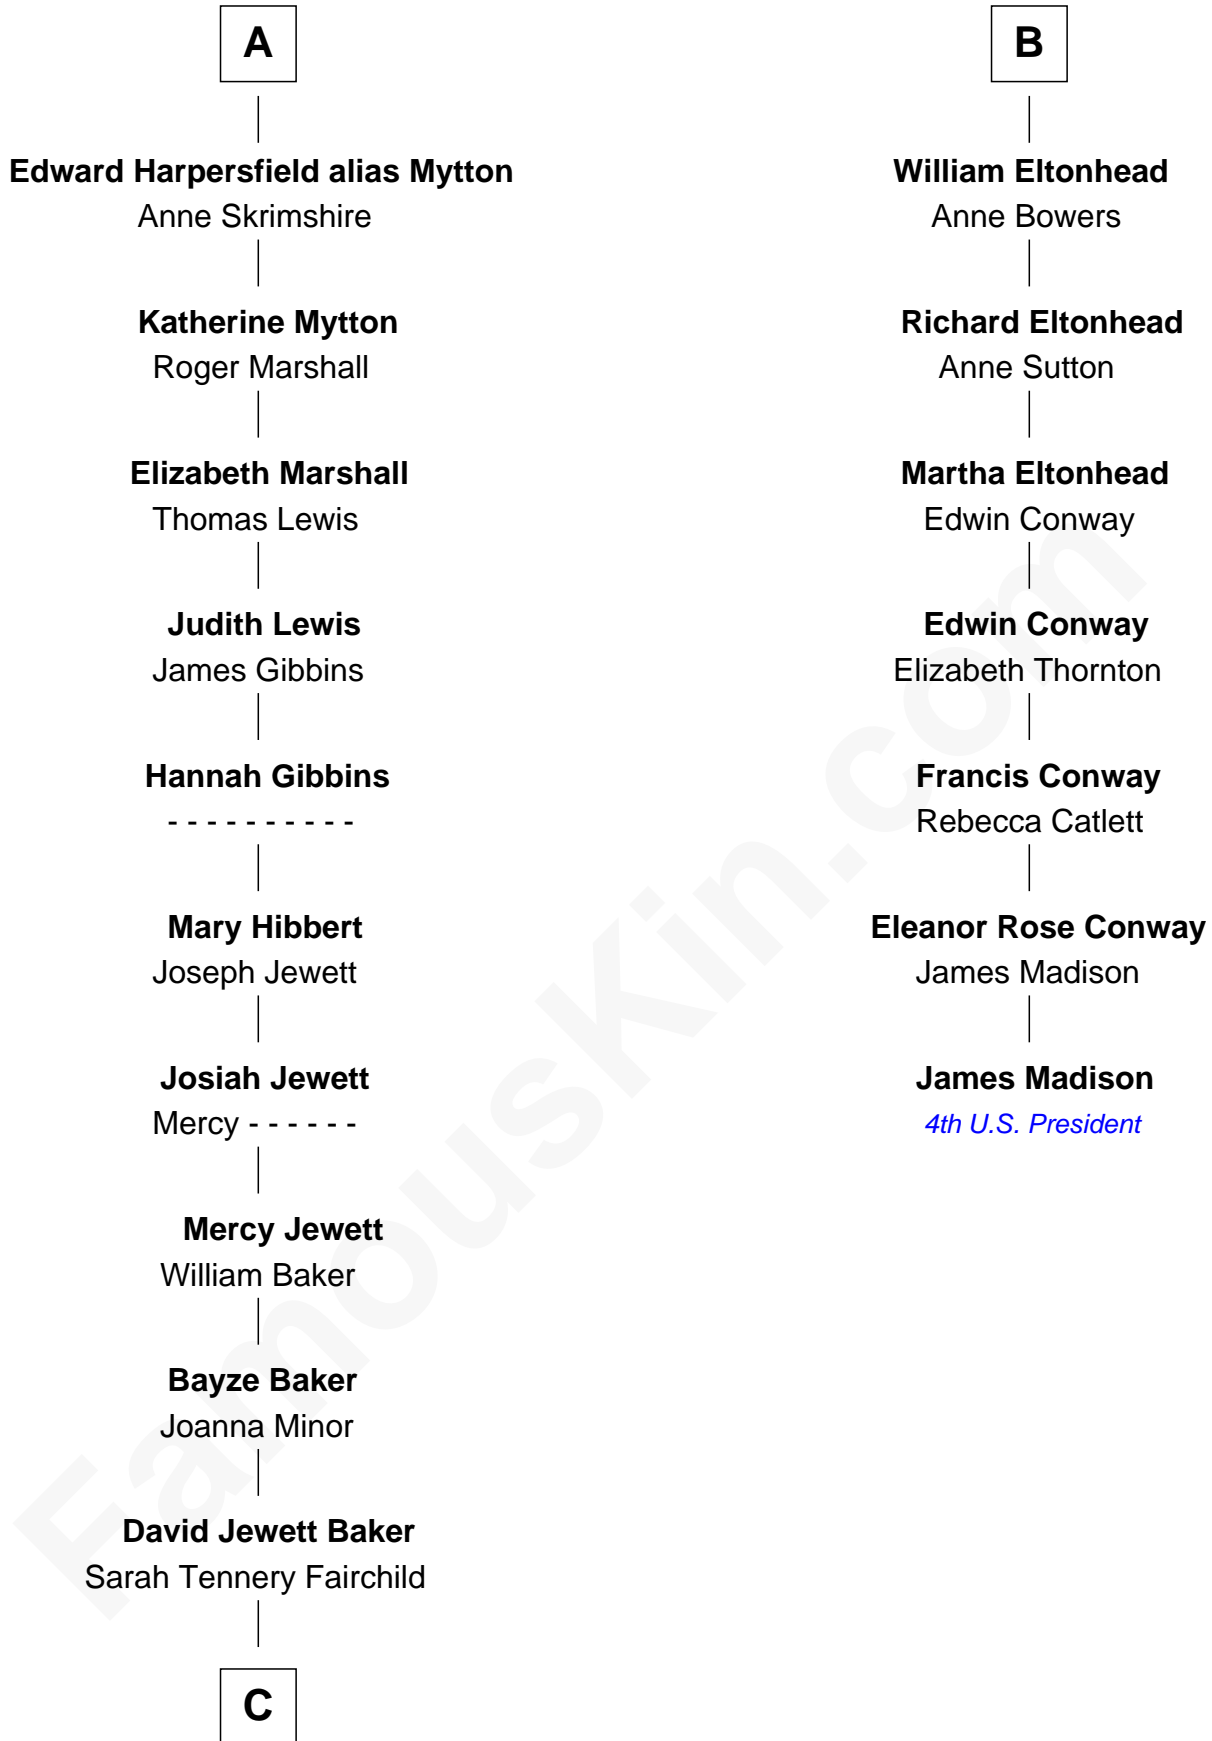 A
Edward Harpersfield alias Mytton
Anne Skrimshire
Katherine Mytton
Roger Marshall
Elizabeth Marshall
Thomas Lewis
Judith Lewis
James Gibbins
Hannah Gibbins
- - - - - - - - - -
Mary Hibbert
Joseph Jewett
Josiah Jewett
Mercy - - - - - -
Mercy Jewett
William Baker
Bayze Baker
Joanna Minor
David Jewett Baker
Sarah Tennery Fairchild
C
B
William Eltonhead
Anne Bowers
Richard Eltonhead
Anne Sutton
Martha Eltonhead
Edwin Conway
Edwin Conway
Elizabeth Thornton
Francis Conway
Rebecca Catlett
Eleanor Rose Conway
James Madison
James Madison
4th U.S. President
FamousKin.com